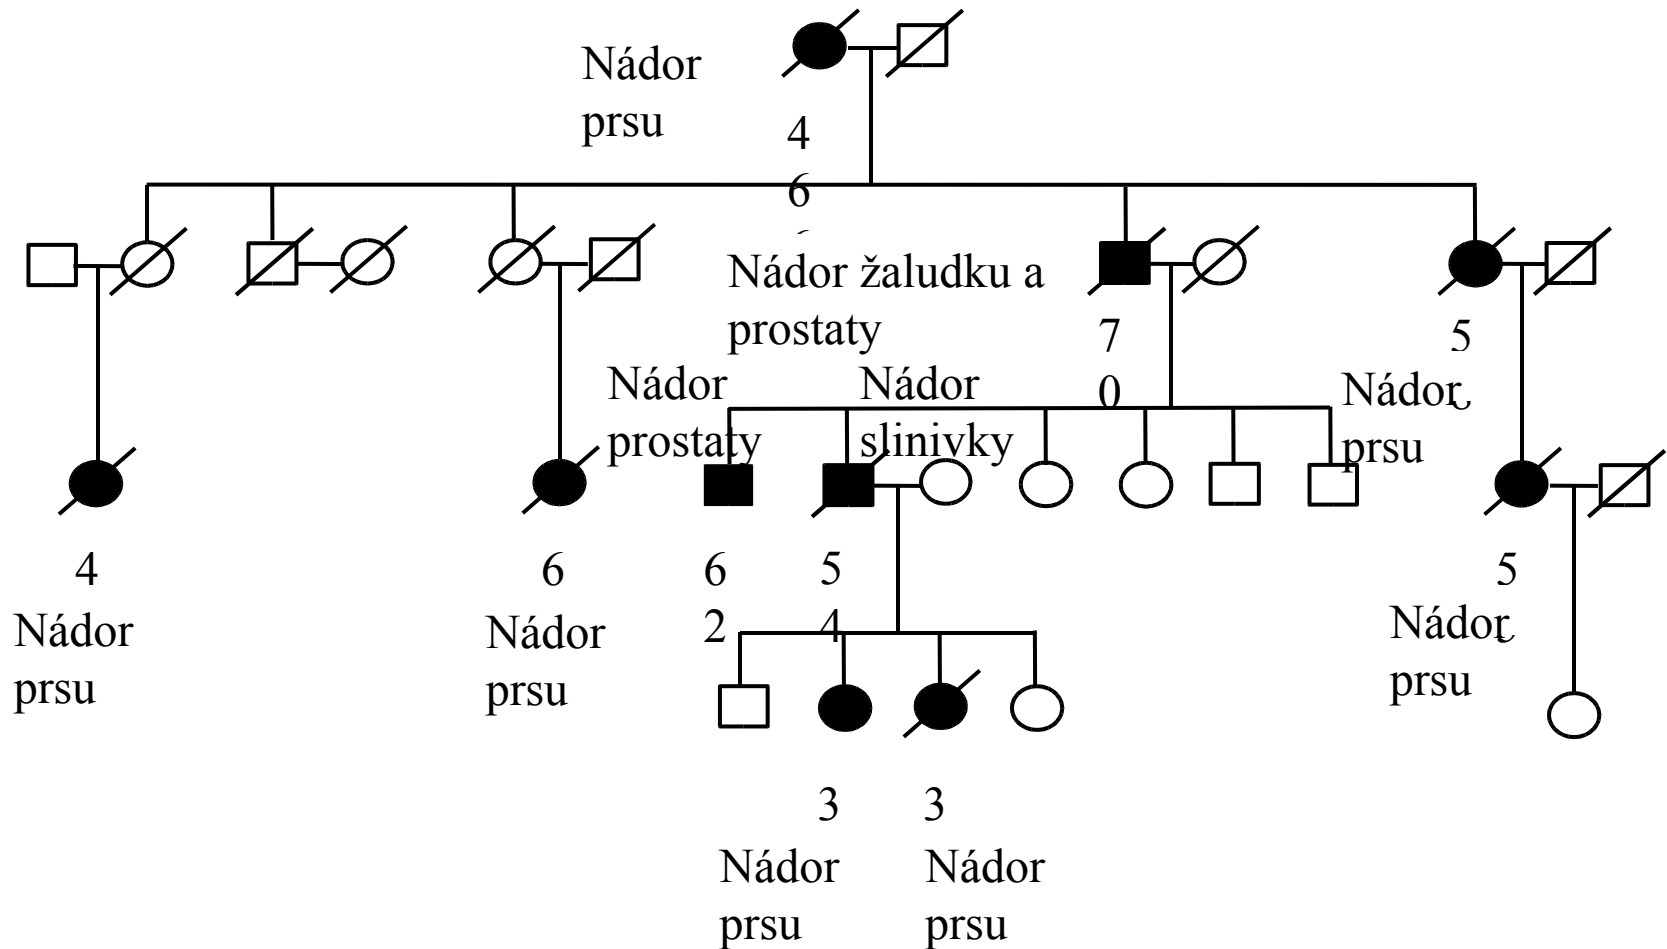 Nádor
prsu
4
6
Nádor žaludku a
prostaty
7
0
5
Nádor
prostaty
Nádor
slinivky
Nádor
prsu
4
Nádor
prsu
6
Nádor
prsu
6
2
5
4
5
Nádor
prsu
3
Nádor
prsu
3
Nádor
prsu